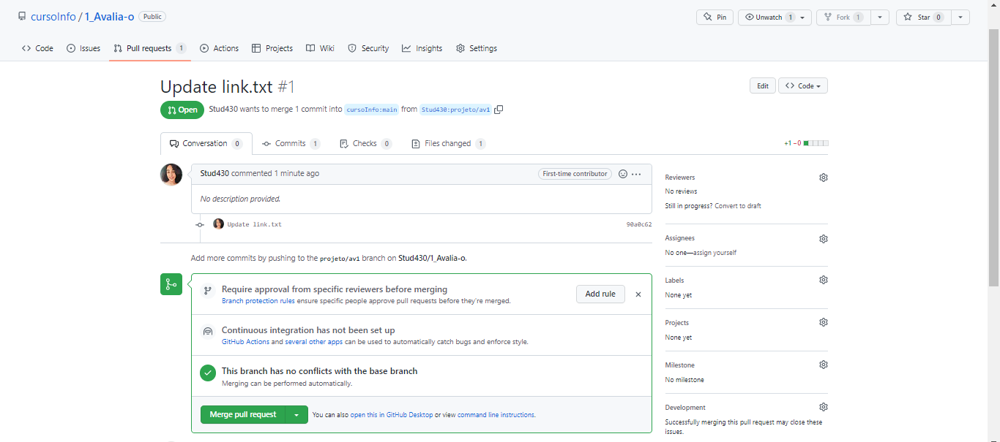 cursoInfo / 1_Avalia-o Public
Pin
Unwatch 1
Fork 1
Star 0
Code
Issues
Pull requests 1
Actions
Projects
Wiki
Security
Insights
Settings
Update link.txt #1
Edit
Code
Open
Stud430 wants to merge 1 commit into cursoInfo:main from Stud430:projeto/av1
Conversation 0
Commits 1
Checks 0
Files changed 1
+1 −0
Stud430 commented 1 minute ago
First-time contributor
No description provided.
Update link.txt
90a0c62
Add more commits by pushing to the projeto/av1 branch on Stud430/1_Avalia-o.
Require approval from specific reviewers before merging
Branch protection rules ensure specific people approve pull requests before they're merged.
Add rule
Continuous integration has not been set up
GitHub Actions and several other apps can be used to automatically catch bugs and enforce style.
This branch has no conflicts with the base branch
Merging can be performed automatically.
Merge pull request
You can also open this in GitHub Desktop or view command line instructions.
Reviewers
No reviews
Still in progress? Convert to draft
Assignees
No one—assign yourself
Labels
None yet
Projects
None yet
Milestone
No milestone
Development
Successfully merging this pull request may close these
issues.